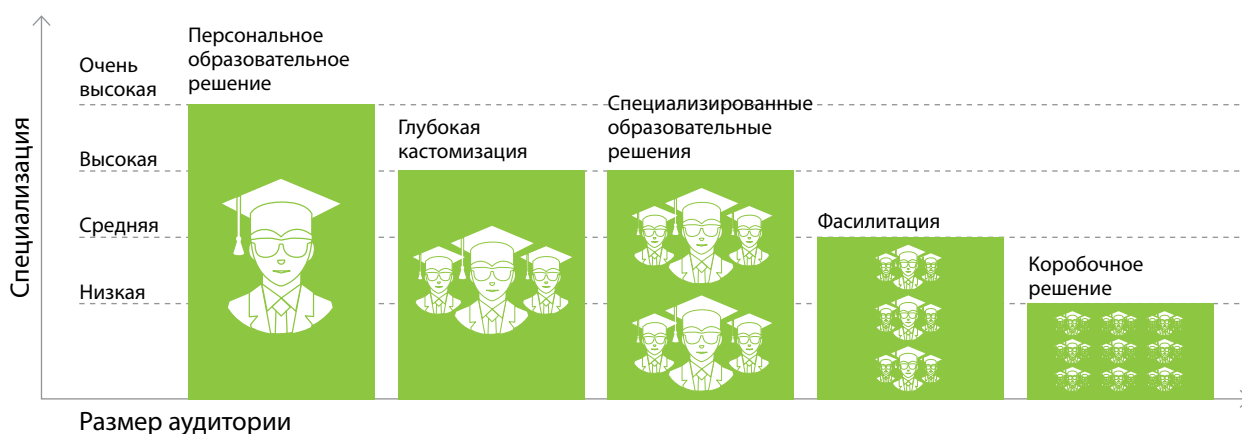 Специализация
Очень
высокая
Высокая
Средняя
Низкая
Персональное
образовательное
решение
Глубокая
кастомизация
Специализированные
образовательные
решения
Фасилитация
Коробочное
решение
Размер аудитории